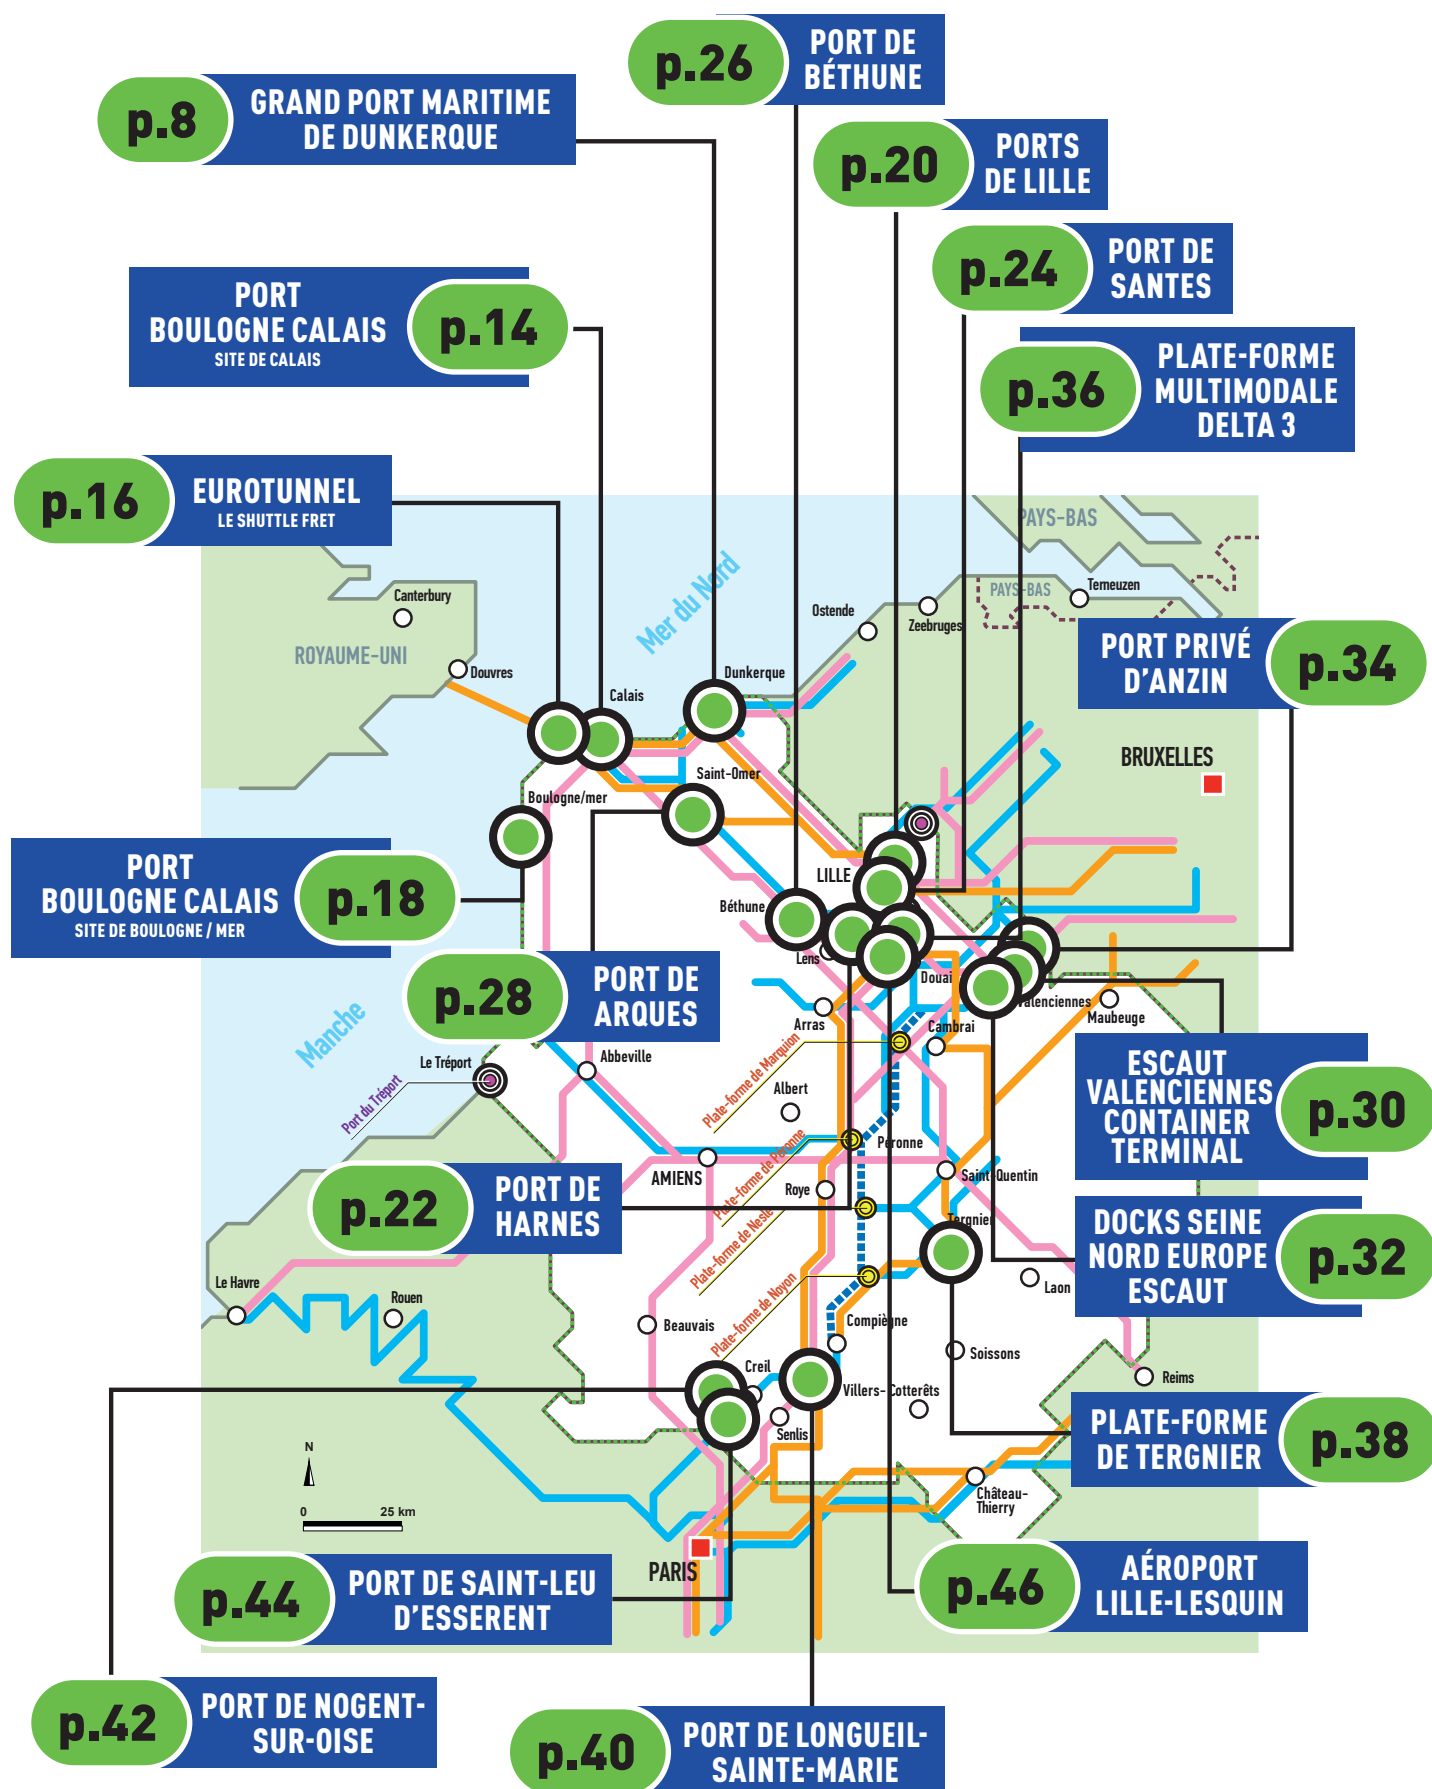 p.26
PORT DE
BÉTHUNE
p.8
GRAND PORT MARITIME
DE DUNKERQUE
p.20
PORTS
DE LILLE
p.24
PORT DE
SANTES
PORT
BOULOGNE CALAIS
SITE DE CALAIS
p.14
p.36
PLATE-FORME
MULTIMODALE
DELTA 3
p.16
EUROTUNNEL
LE SHUTTLE FRET
PAYS-BAS
PAYS-BAS
Terneuzen
Mer du Nord
Canterbury
Ostende
Zeebruges
ROYAUME-UNI
Douvres
PORT PRIVÉ
D'ANZIN
p.34
Dunkerque
Calais
BRUXELLES
Saint-Omer
Boulogne/mer
PORT
BOULOGNE CALAIS
SITE DE BOULOGNE / MER
p.18
LILLE
Béthune
Lens
Douai
p.28
PORT DE
ARQUES
Valenciennes
Maubeuge
Manche
Arras
Cambrai
Plate-forme de Marquion
Le Tréport
Port du Tréport
Abbeville
Albert
ESCAUT
VALENCIENNES
CONTAINER
TERMINAL
p.30
Péronne
Plate-forme de Péronne
AMIENS
Roye
Saint-Quentin
p.22
PORT DE
HARNES
Plate-forme de Nesle
Tergnier
DOCKS SEINE
NORD EUROPE
ESCAUT
p.32
Le Havre
Rouen
Laon
Plate-forme de Noyon
Beauvais
Compiègne
Soissons
Creil
Villers-Cotterêts
Reims
Senlis
PLATE-FORME
DE TERGNIER
p.38
N
0
25 km
Château-
Thierry
PARIS
p.44
PORT DE SAINT-LEU
D'ESSERENT
p.46
AÉROPORT
LILLE-LESQUIN
p.42
PORT DE NOGENT-
SUR-OISE
p.40
PORT DE LONGUEIL-
SAINTE-MARIE